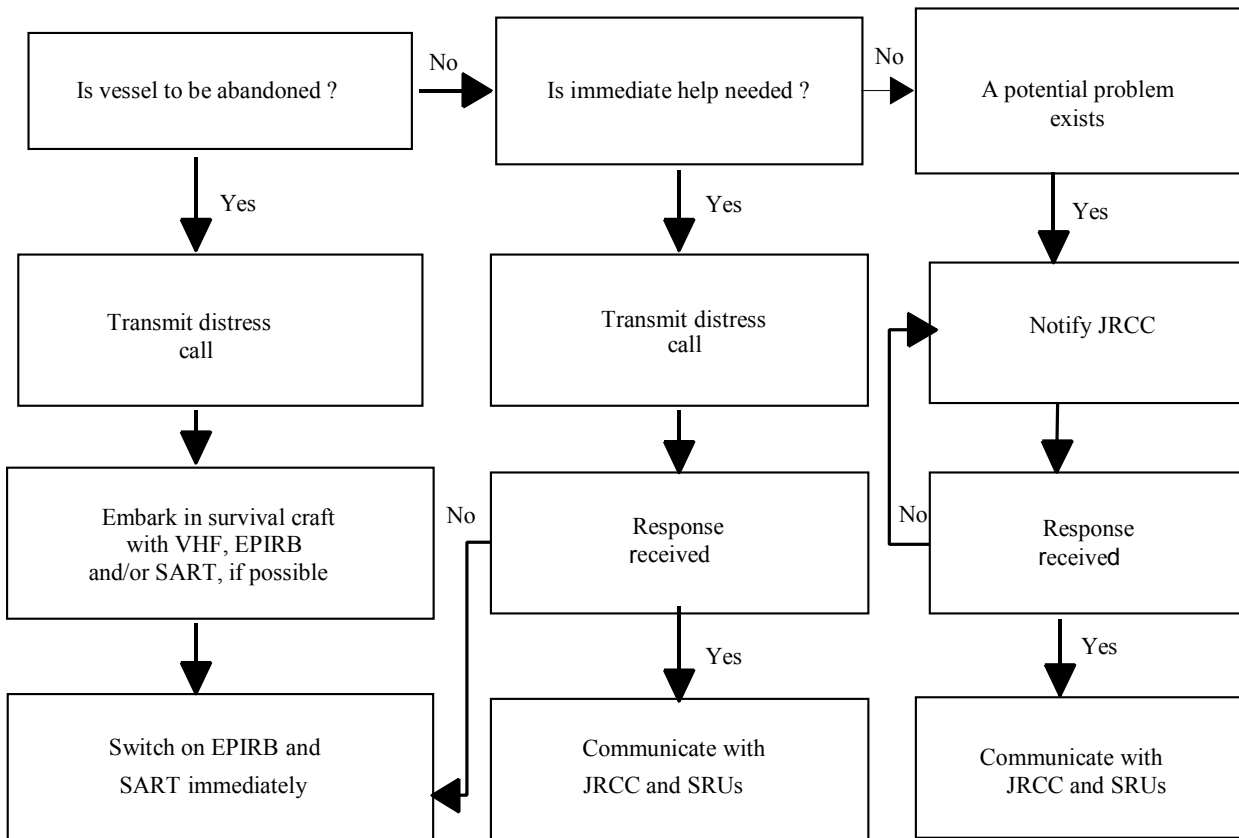 Is vessel to be abandoned ?
No
Is immediate help needed ?
No
A potential problem
exists
Yes
Yes
Yes
Transmit distress
call
Transmit distress
call
Notify JRCC
Embark in survival craft
with VHF, EPIRB
and/or SART, if possible
No
Response
received
No
Response
received
Yes
Yes
Switch on EPIRB and
SART immediately
Communicate with
JRCC and SRUs
Communicate with
JRCC and SRUs